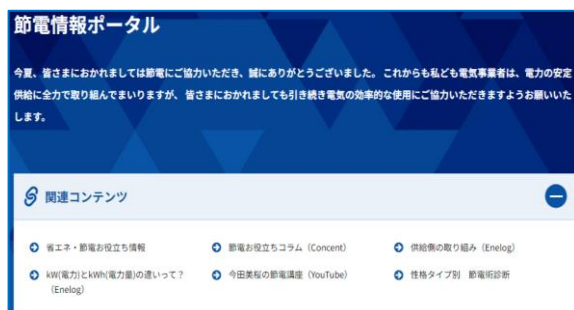 節電情報ポータル
今夏、皆さまにおかれましては節電にご協力いただき、誠にありがとうございました。 これからも私ども電気事業者は、電力の安定
供給に全力で取り組んでまいりますが、 皆さまにおかれましても引き続き電気の効率的な使用にご協力いただきますようお願いいた
します。
関連コンテンツ
省エネ・節電お役立ち情報
節電お役立ちコラム（Concent）
供給側の取り組み（Enelog）
kW(電力)とkWh(電力量)の違いって？
（Enelog）
今田美桜の節電講座（YouTube）
性格タイプ別 節電術診断